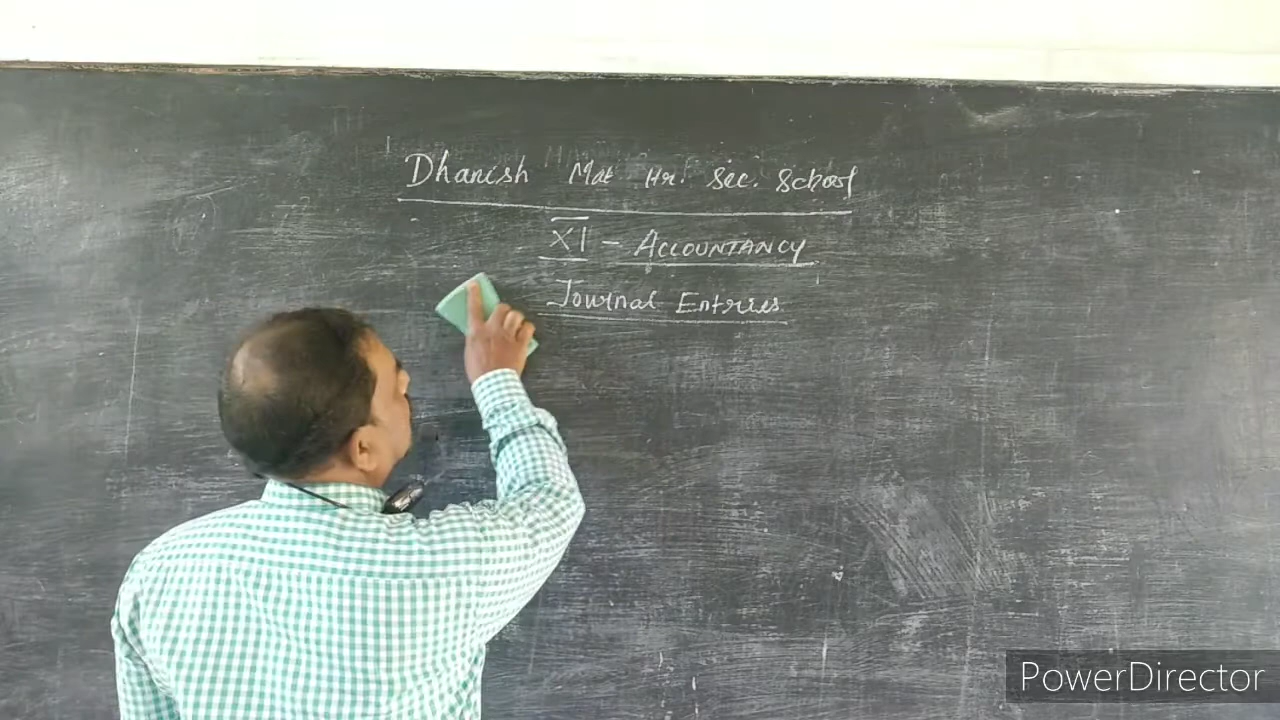 Dhanish Mat Hr. Sec. School
XI - ACCOUNTANCY
Journal Entries
PowerDirector